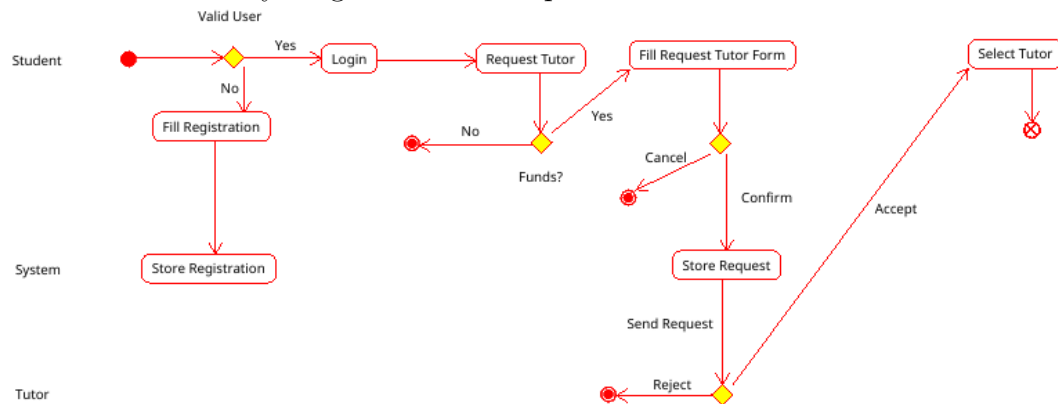 Valid User
Student
Yes
Login
Request Tutor
Fill Request Tutor Form
Select Tutor
No
Fill Registration
No
Yes
Funds?
Cancel
Confirm
Accept
System
Store Registration
Store Request
Send Request
Tutor
Reject